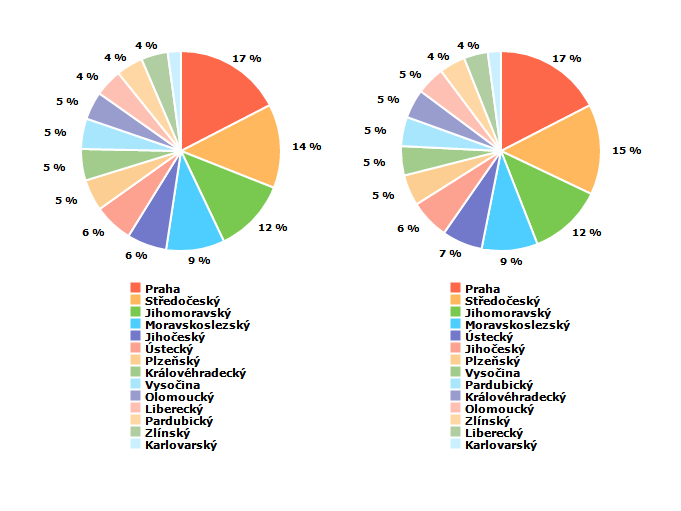 4 %
17 %
4 %
4 %
5 %
14 %
5 %
5 %
5 %
12 %
6 %
6 %
9 %
Praha
Středočeský
Jihomoravský
Moravskoslezský
Jihočeský
Ústecký
Plzeňský
Královéhradecký
Vysočina
Olomoucký
Liberecký
Pardubický
Zlínský
Karlovarský
4 %
17 %
4 %
5 %
5 %
15 %
5 %
5 %
5 %
12 %
6 %
7 %
9 %
Praha
Středočeský
Jihomoravský
Moravskoslezský
Ústecký
Jihočeský
Plzeňský
Vysočina
Pardubický
Královéhradecký
Olomoucký
Zlínský
Liberecký
Karlovarský